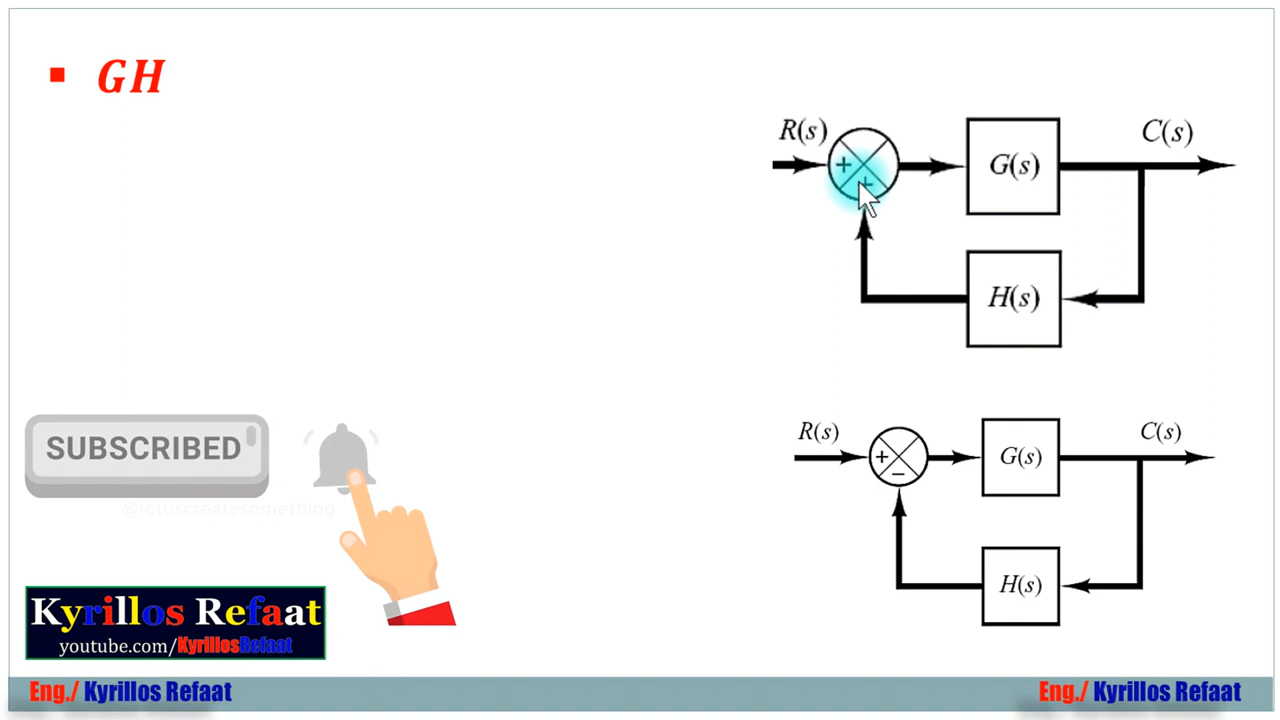 ▪ GH
R(s)
C(s)
+
+
G(s)
H(s)
R(s)
C(s)
+
−
G(s)
H(s)
SUBSCRIBED
@letuscreatesomething
Kyrillos Refaat
youtube.com/KyrillosRefaat
Eng./ Kyrillos Refaat
Eng./ Kyrillos Refaat